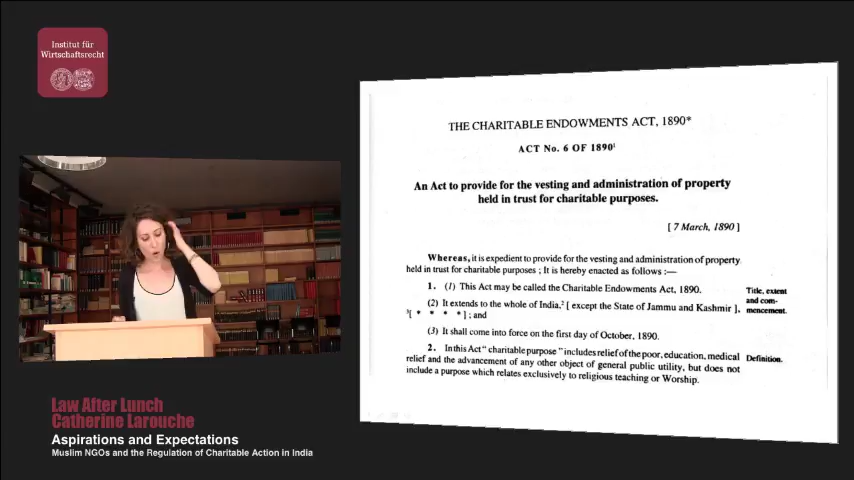 Institut für
Wirtschaftsrecht
THE CHARITABLE ENDOWMENTS ACT, 1890*
ACT No. 6 OF 1890¹
An Act to provide for the vesting and administration of property
held in trust for charitable purposes.
[ 7 March, 1890 ]
Whereas, it is expedient to provide for the vesting and administration of property
held in trust for charitable purposes ; It is hereby enacted as follows :—
1. (1) This Act may be called the Charitable Endowments Act, 1890.
Title, extent
and com-
mencement.
(2) It extends to the whole of India,² [ except the State of Jammu and Kashmir ],
³[ * * * * ] ; and
(3) It shall come into force on the first day of October, 1890.
2. In this Act “ charitable purpose ” includes relief of the poor, education, medical
Definition.
relief and the advancement of any other object of general public utility, but does not
include a purpose which relates exclusively to religious teaching or Worship.
Law After Lunch
Catherine Larouche
Aspirations and Expectations
Muslim NGOs and the Regulation of Charitable Action in India